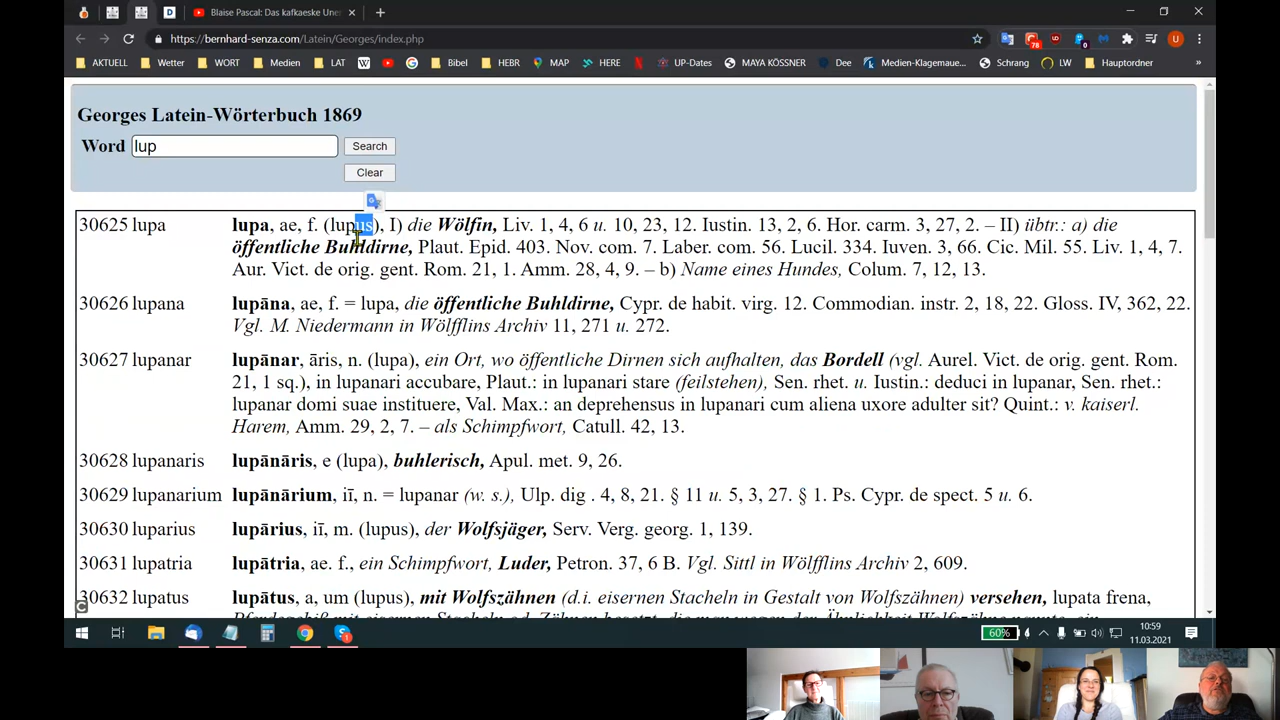 Blaise Pascal: Das kafkaeske Une
https://bernhard-senza.com/Latein/Georges/index.php
AKTUELL Wetter WORT Medien LAT Bibel HEBR MAP HERE UP-Dates MAYA KÖSSNER Dee Medien-Klagemaue... Schrang LW Hauptordner
Georges Latein-Wörterbuch 1869
Word lup Search
Clear
30625 lupa lupa, ae, f. (lupus), I) die Wölfin, Liv. 1, 4, 6 u. 10, 23, 12. Iustin. 13, 2, 6. Hor. carm. 3, 27, 2. – II) übtr.: a) die
öffentliche Buhldirne, Plaut. Epid. 403. Nov. com. 7. Laber. com. 56. Lucil. 334. Iuven. 3, 66. Cic. Mil. 55. Liv. 1, 4, 7.
Aur. Vict. de orig. gent. Rom. 21, 1. Amm. 28, 4, 9. – b) Name eines Hundes, Colum. 7, 12, 13.
30626 lupana lupāna, ae, f. = lupa, die öffentliche Buhldirne, Cypr. de habit. virg. 12. Commodian. instr. 2, 18, 22. Gloss. IV, 362, 22.
Vgl. M. Niedermann in Wölfflins Archiv 11, 271 u. 272.
30627 lupanar lupānar, āris, n. (lupa), ein Ort, wo öffentliche Dirnen sich aufhalten, das Bordell (vgl. Aurel. Vict. de orig. gent. Rom.
21, 1 sq.), in lupanari accubare, Plaut.: in lupanari stare (feilstehen), Sen. rhet. u. Iustin.: deduci in lupanar, Sen. rhet.:
lupanar domi suae instituere, Val. Max.: an deprehensus in lupanari cum aliena uxore adulter sit? Quint.: v. kaiserl.
Harem, Amm. 29, 2, 7. – als Schimpfwort, Catull. 42, 13.
30628 lupanaris lupānāris, e (lupa), buhlerisch, Apul. met. 9, 26.
30629 lupanarium lupānārium, iī, n. = lupanar (w. s.), Ulp. dig . 4, 8, 21. § 11 u. 5, 3, 27. § 1. Ps. Cypr. de spect. 5 u. 6.
30630 luparius lupārius, iī, m. (lupus), der Wolfsjäger, Serv. Verg. georg. 1, 139.
30631 lupatria lupātria, ae. f., ein Schimpfwort, Luder, Petron. 37, 6 B. Vgl. Sittl in Wölfflins Archiv 2, 609.
30632 lupatus lupātus, a, um (lupus), mit Wolfszähnen (d.i. eisernen Stacheln in Gestalt von Wolfszähnen) versehen, lupata frena,
60% 10:59
11.03.2021